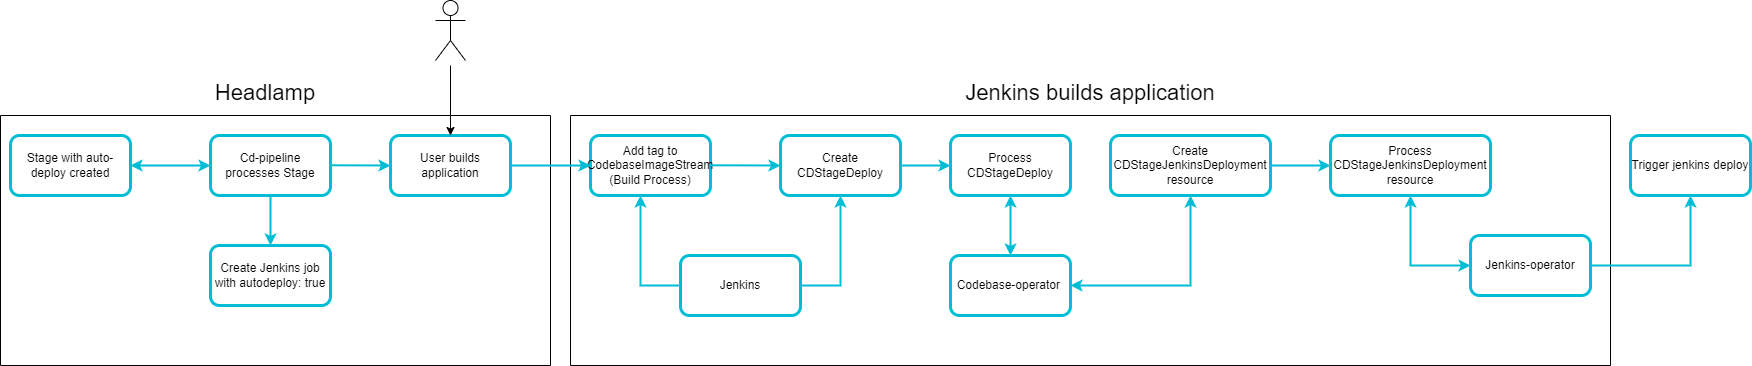 Headlamp
Jenkins builds application
Stage with auto-
deploy created
Cd-pipeline
processes Stage
User builds
application
Add tag to
CodebaseImageStream
(Build Process)
Create
CDStageDeploy
Process
CDStageDeploy
Create
CDStageJenkinsDeployment
resource
Process
CDStageJenkinsDeployment
resource
Trigger jenkins deploy
Create Jenkins job
with autodeploy: true
Jenkins
Codebase-operator
Jenkins-operator